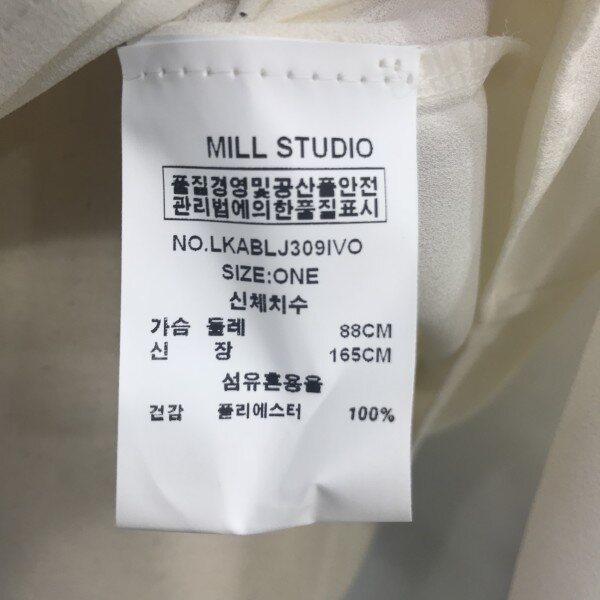 MILL STUDIO
품질경영및공산품안전
관리법에의한품질표시
NO.LKABLJ309IVO
SIZE:ONE
신체치수
가슴 둘레 88CM
신 장 165CM
섬유혼용율
겉감 폴리에스터 100%